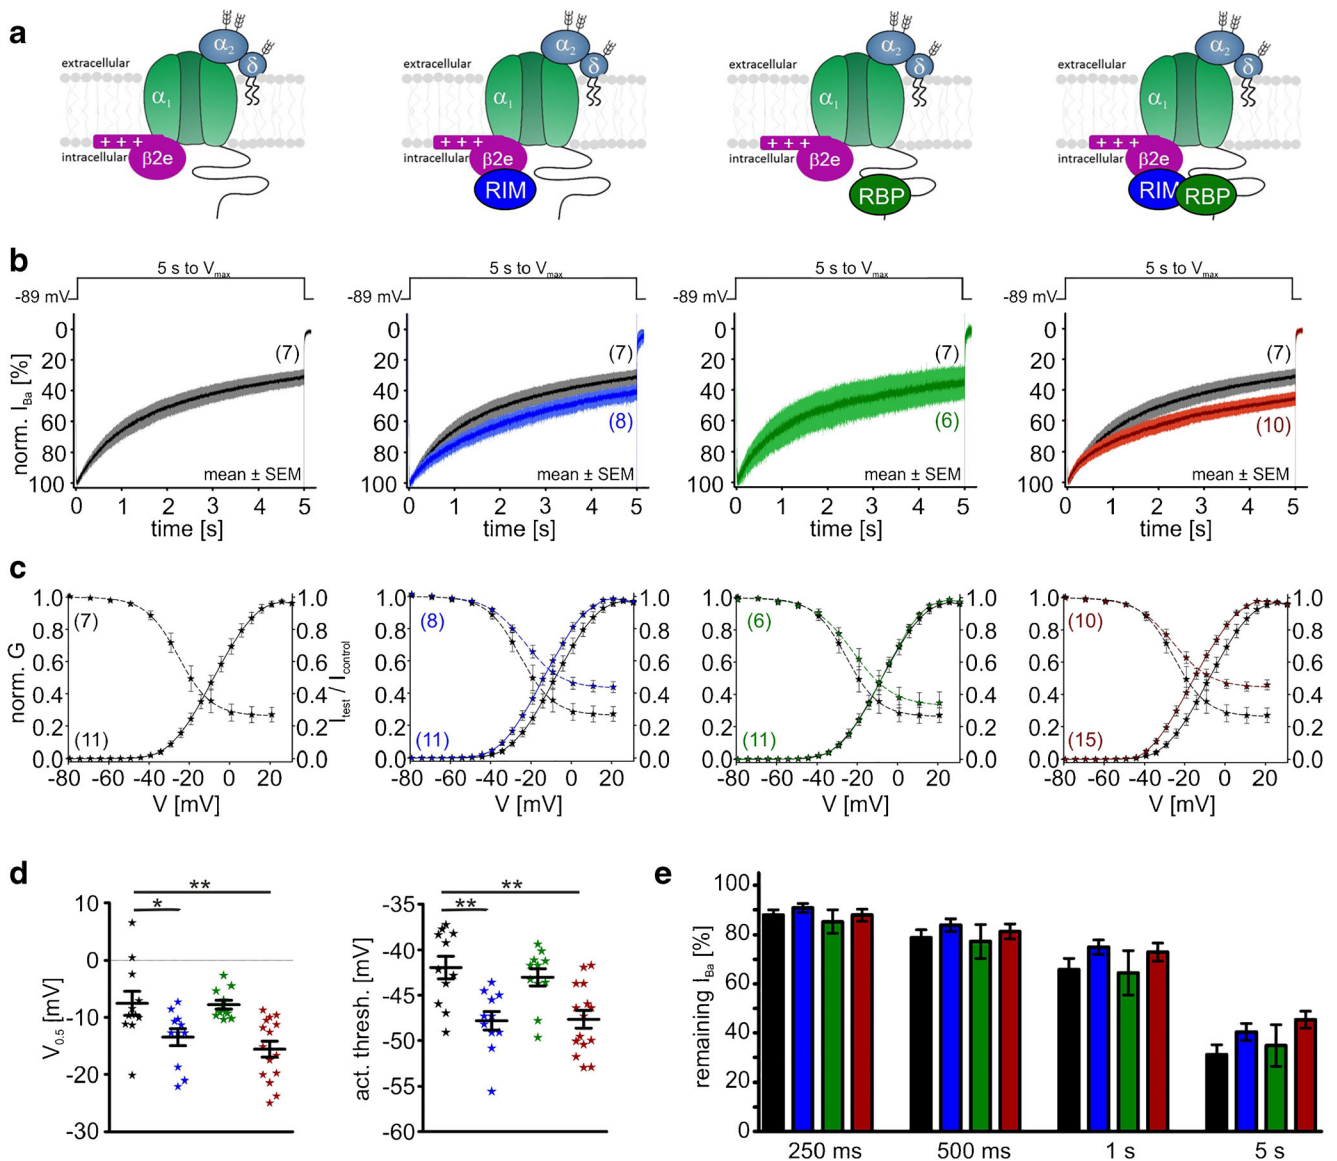 a
extracellular
α1
α2
δ
+ + +
intracellular
β2e
extracellular
α1
α2
δ
+ + +
intracellular
β2e
RIM
extracellular
α1
α2
δ
+ + +
intracellular
β2e
RBP
extracellular
α1
α2
δ
+ + +
intracellular
β2e
RIM
RBP
b
5 s to Vmax
-89 mV
norm. IBa [%]
0
20
40
60
80
100
(7)
mean ± SEM
0 1 2 3 4 5
time [s]
5 s to Vmax
-89 mV
0
20
40
60
80
100
(7)
(8)
mean ± SEM
0 1 2 3 4 5
time [s]
5 s to Vmax
-89 mV
0
20
40
60
80
100
(7)
(6)
mean ± SEM
0 1 2 3 4 5
time [s]
5 s to Vmax
-89 mV
0
20
40
60
80
100
(7)
(10)
mean ± SEM
0 1 2 3 4 5
time [s]
c
norm. G
1.0
0.8
0.6
0.4
0.2
0.0
(7)
(11)
1.0
0.8
0.6
0.4
0.2
0.0
Itest / Icontrol
-80 -60 -40 -20 0 20
V [mV]
1.0
0.8
0.6
0.4
0.2
0.0
(8)
(11)
1.0
0.8
0.6
0.4
0.2
0.0
-80 -60 -40 -20 0 20
V [mV]
1.0
0.8
0.6
0.4
0.2
0.0
(6)
(11)
1.0
0.8
0.6
0.4
0.2
0.0
-80 -60 -40 -20 0 20
V [mV]
1.0
0.8
0.6
0.4
0.2
0.0
(10)
(15)
1.0
0.8
0.6
0.4
0.2
0.0
-80 -60 -40 -20 0 20
V [mV]
d
V0.5 [mV]
10
0
-10
-20
-30
**
*
act. thresh. [mV]
-35
-40
-45
-50
-55
-60
**
**
e
remaining IBa [%]
100
80
60
40
20
0
250 ms 500 ms 1 s 5 s